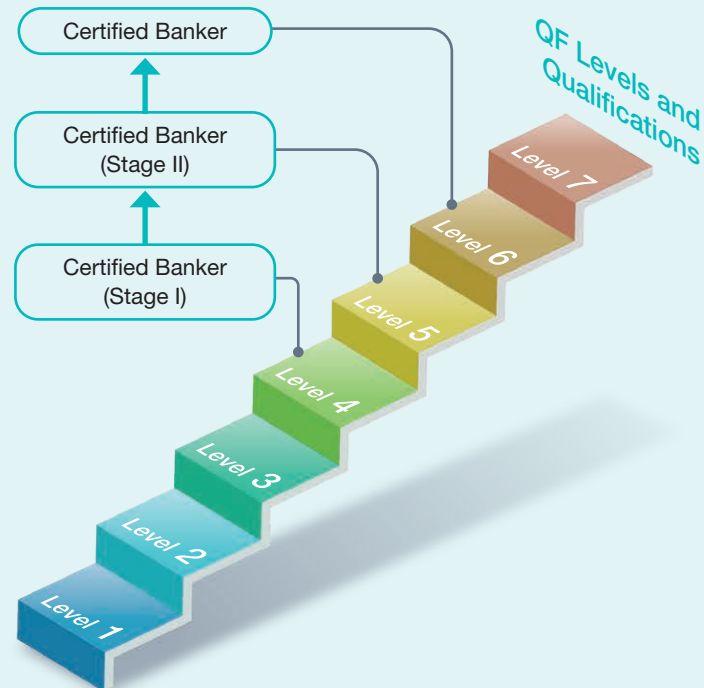 Certified Banker
QF Levels and
Qualifications
Certified Banker
(Stage II)
Certified Banker
(Stage I)
Level 7
Level 6
Level 5
Level 4
Level 3
Level 2
Level 1